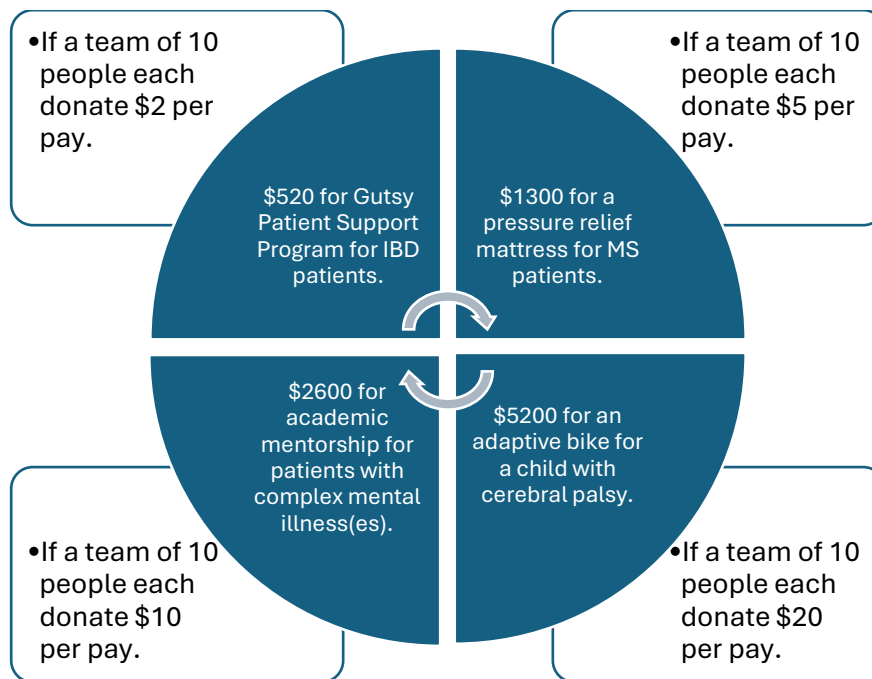 •If a team of 10
people each
donate $2 per
pay.
•If a team of 10
people each
donate $5 per
pay.
$520 for Gutsy
Patient Support
Program for IBD
patients.
$1300 for a
pressure relief
mattress for MS
patients.
$2600 for
academic
mentorship for
patients with
complex mental
illness(es).
$5200 for an
adaptive bike for
a child with
cerebral palsy.
•If a team of 10
people each
donate $10
per pay.
•If a team of 10
people each
donate $20
per pay.